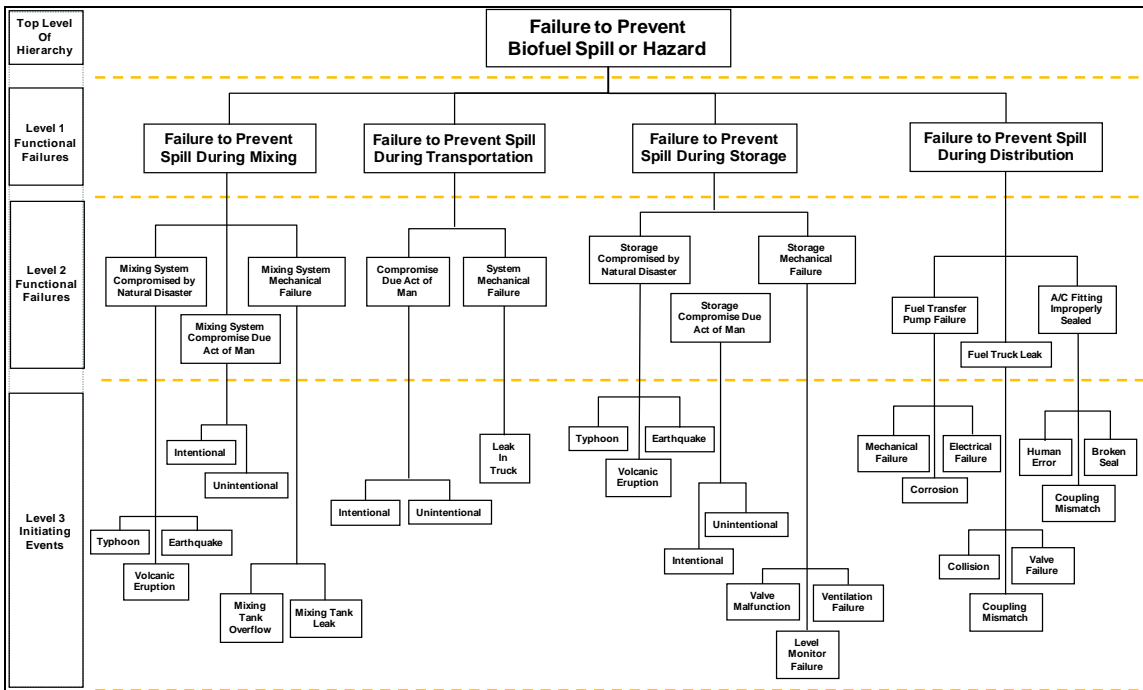 Top Level
Of
Hierarchy
Failure to Prevent
Biofuel Spill or Hazard
Level 1
Functional
Failures
Failure to Prevent
Spill During Mixing
Failure to Prevent Spill
During Transportation
Failure to Prevent
Spill During Storage
Failure to Prevent Spill
During Distribution
Level 2
Functional
Failures
Mixing System
Compromised by
Natural Disaster
Mixing System
Compromise Due
Act of Man
Mixing System
Mechanical
Failure
Compromise
Due Act of
Man
System
Mechanical
Failure
Storage
Compromised by
Natural Disaster
Storage
Compromise Due
Act of Man
Storage
Mechanical
Failure
Fuel Transfer
Pump Failure
Fuel Truck Leak
A/C Fitting
Improperly
Sealed
Level 3
Initiating
Events
Typhoon
Earthquake
Volcanic
Eruption
Intentional
Unintentional
Mixing
Tank
Overflow
Mixing Tank
Leak
Intentional
Unintentional
Leak
In
Truck
Typhoon
Earthquake
Volcanic
Eruption
Unintentional
Intentional
Valve
Malfunction
Ventilation
Failure
Level
Monitor
Failure
Mechanical
Failure
Electrical
Failure
Corrosion
Collision
Valve
Failure
Coupling
Mismatch
Human
Error
Broken
Seal
Coupling
Mismatch